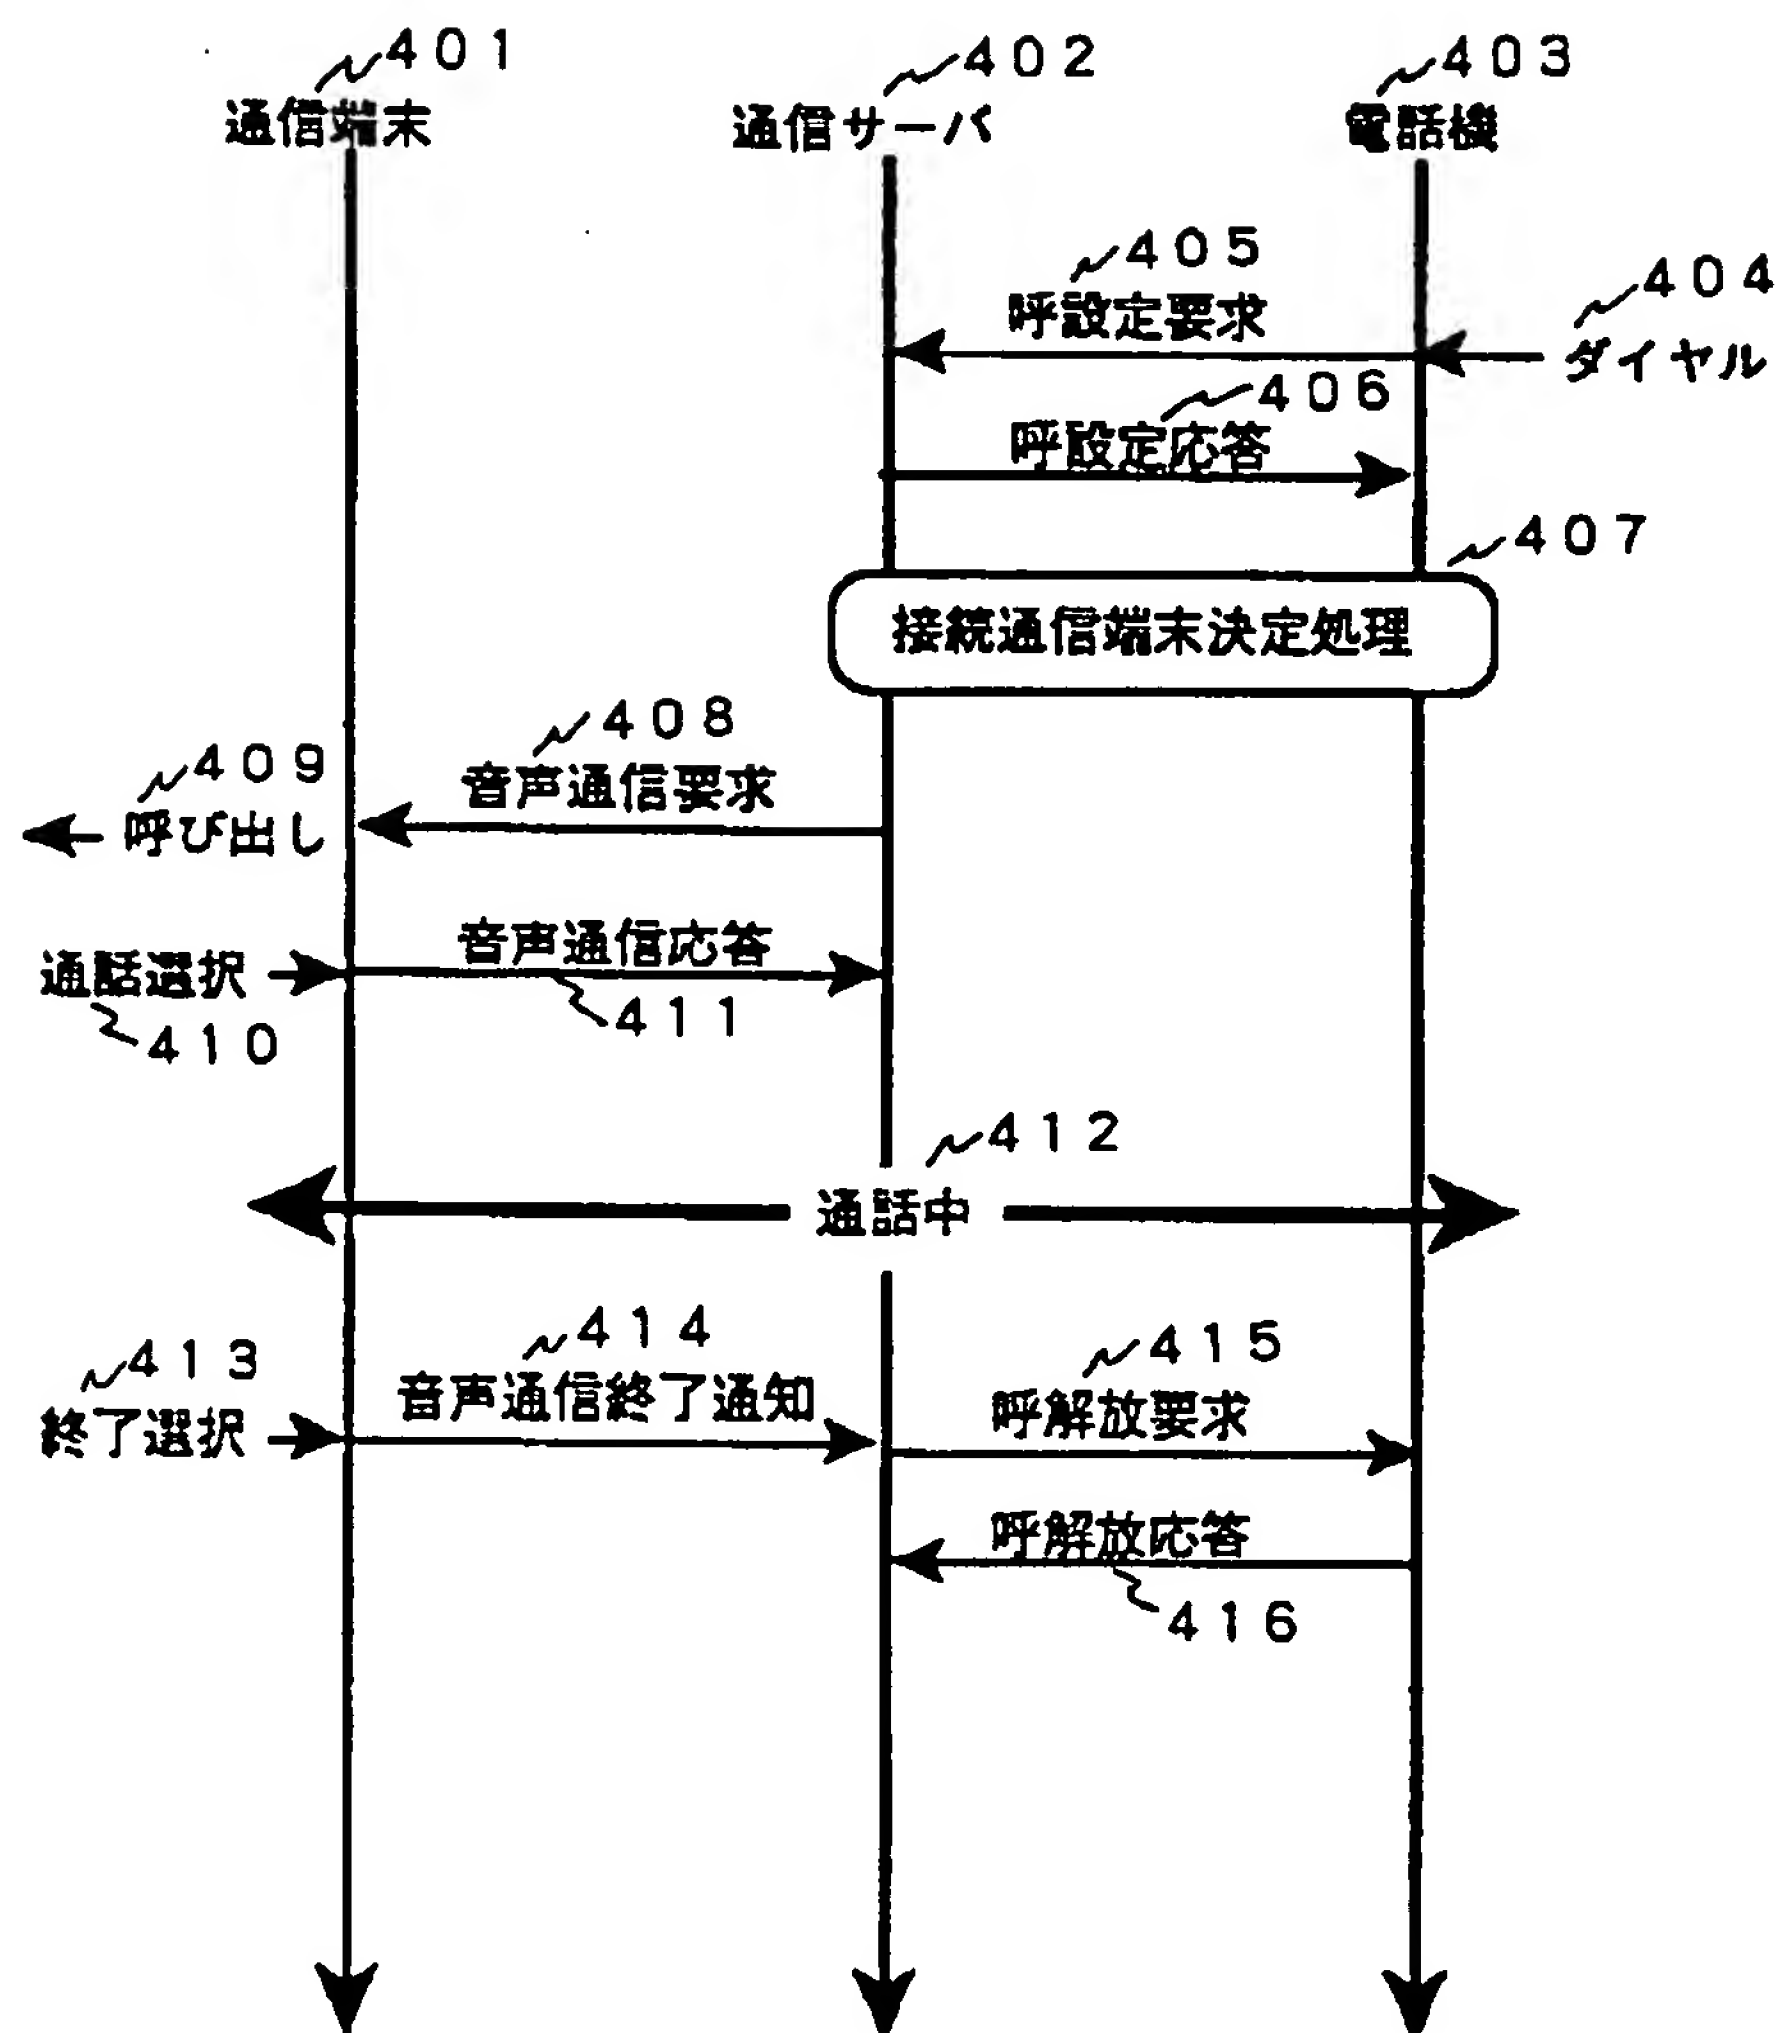 401
通信端末
402
通信サーバ
403
電話機
404
ダイヤル
405
呼設定要求
406
呼設定応答
407
接続通信端末決定処理
408
音声通信要求
409
呼び出し
通話選択
410
音声通信応答
411
412
通話中
413
終了選択
414
音声通信終了通知
415
呼解放要求
呼解放応答
416